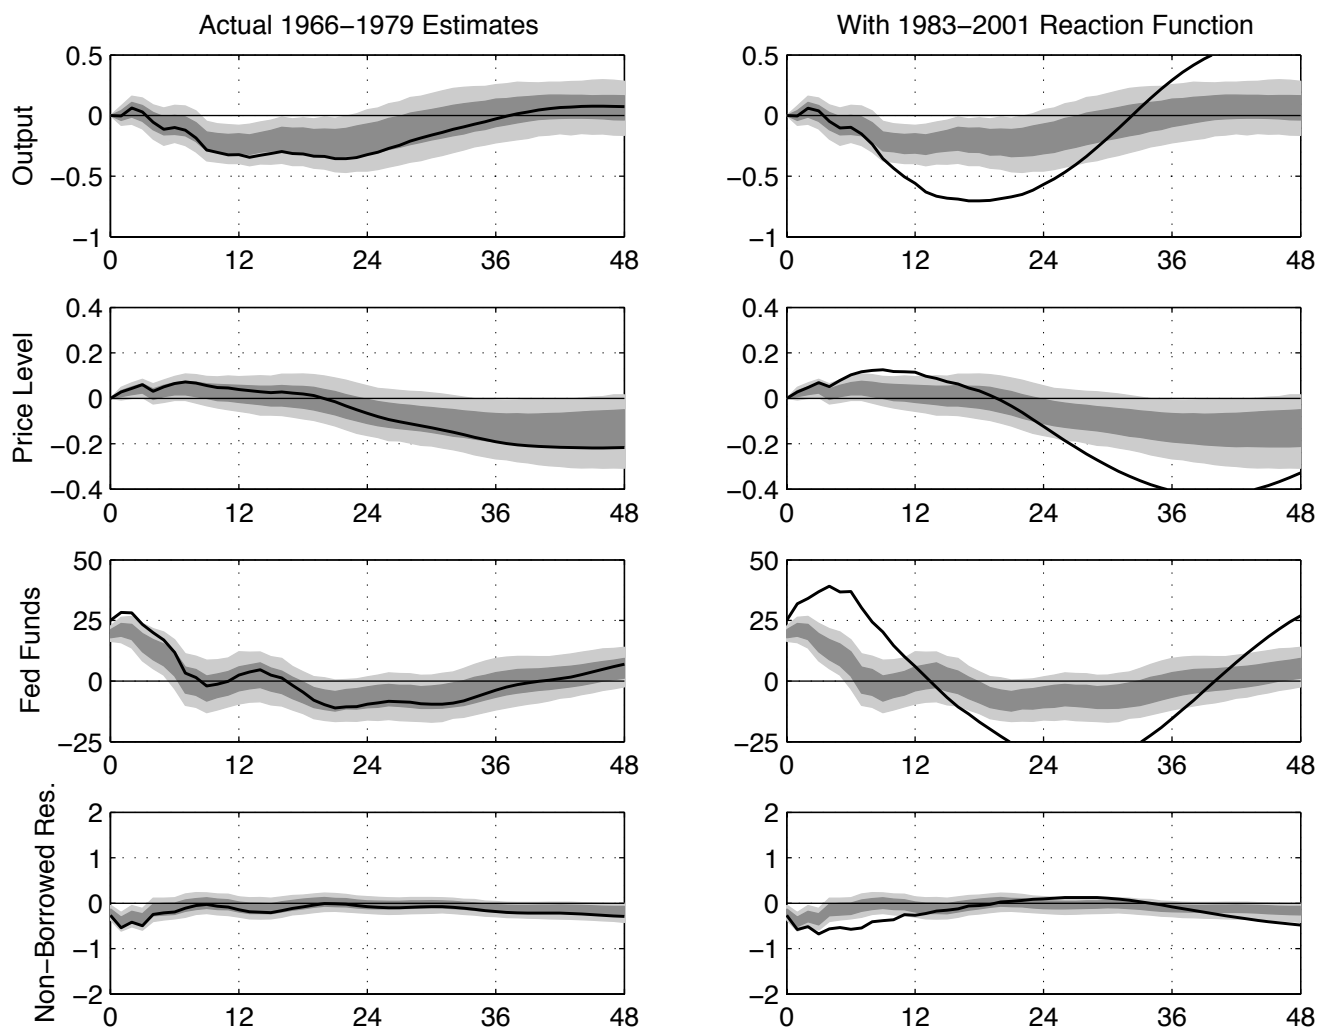 Actual 1966−1979 Estimates
With 1983−2001 Reaction Function
Output
0.5
0
−0.5
−1
0 12 24 36 48
0.5
0
−0.5
−1
0 12 24 36 48
Price Level
0.4
0.2
0
−0.2
−0.4
0 12 24 36 48
0.4
0.2
0
−0.2
−0.4
0 12 24 36 48
Fed Funds
50
25
0
−25
0 12 24 36 48
50
25
0
−25
0 12 24 36 48
Non−Borrowed Res.
2
1
0
−1
−2
0 12 24 36 48
2
1
0
−1
−2
0 12 24 36 48